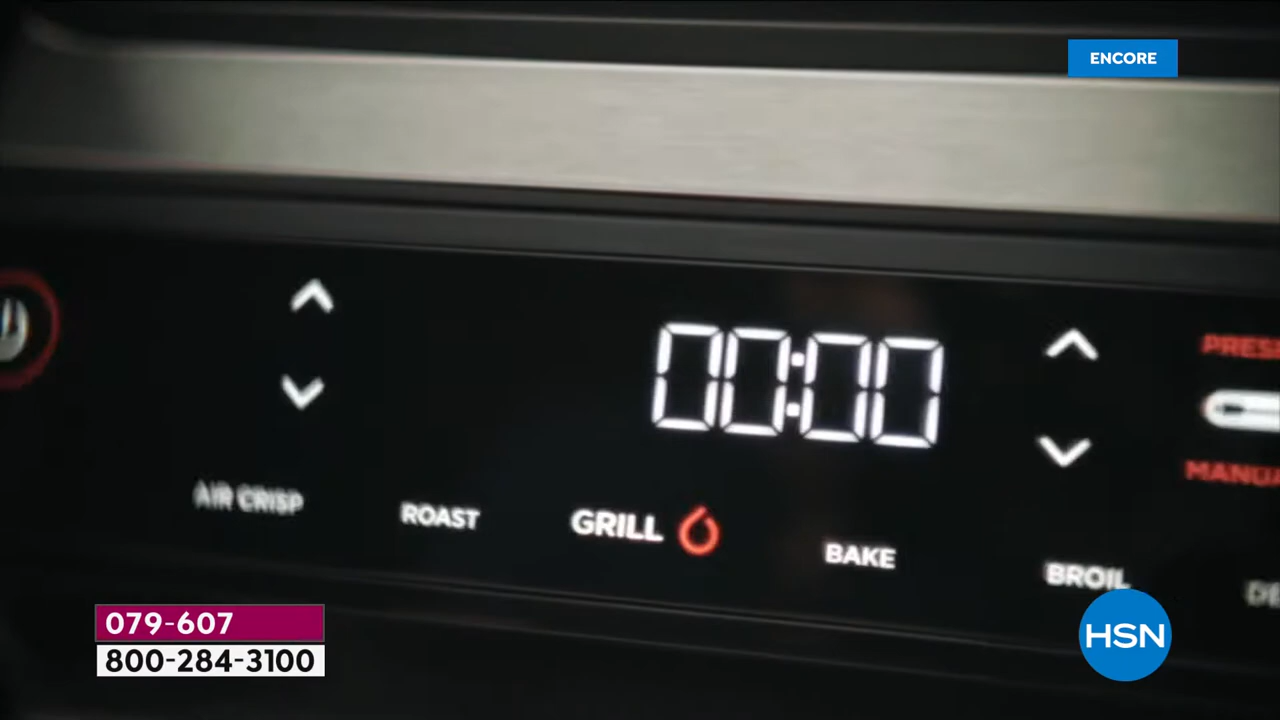 ENCORE
00:00
AIR CRISP
ROAST
GRILL
BAKE
BROIL
079-607
800-284-3100
HSN